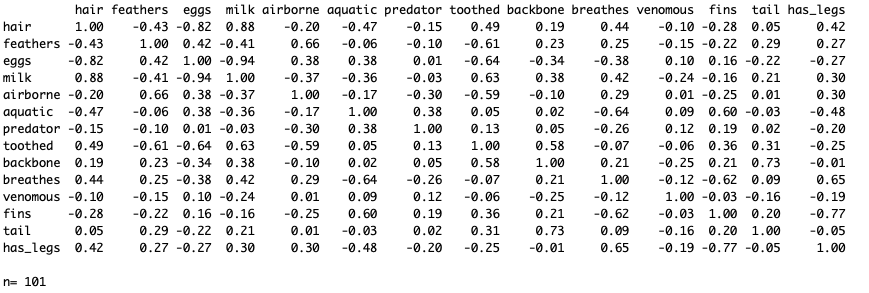 hair feathers eggs milk airborne aquatic predator toothed backbone breathes venomous fins tail has_legs
hair 1.00 -0.43 -0.82 0.88 -0.20 -0.47 -0.15 0.49 0.19 0.44 -0.10 -0.28 0.05 0.42
feathers -0.43 1.00 0.42 -0.41 0.66 -0.06 -0.10 -0.61 0.23 0.25 -0.15 -0.22 0.29 0.27
eggs -0.82 0.42 1.00 -0.94 0.38 0.38 0.01 -0.64 -0.34 -0.38 0.10 0.16 -0.22 -0.27
milk 0.88 -0.41 -0.94 1.00 -0.37 -0.36 -0.03 0.63 0.38 0.42 -0.24 -0.16 0.21 0.30
airborne -0.20 0.66 0.38 -0.37 1.00 -0.17 -0.30 -0.59 -0.10 0.29 0.01 -0.25 0.01 0.30
aquatic -0.47 -0.06 0.38 -0.36 -0.17 1.00 0.38 0.05 0.02 -0.64 0.09 0.60 -0.03 -0.48
predator -0.15 -0.10 0.01 -0.03 -0.30 0.38 1.00 0.13 0.05 -0.26 0.12 0.19 0.02 -0.20
toothed 0.49 -0.61 -0.64 0.63 -0.59 0.05 0.13 1.00 0.58 -0.07 -0.06 0.36 0.31 -0.25
backbone 0.19 0.23 -0.34 0.38 -0.10 0.02 0.05 0.58 1.00 0.21 -0.25 0.21 0.73 -0.01
breathes 0.44 0.25 -0.38 0.42 0.29 -0.64 -0.26 -0.07 0.21 1.00 -0.12 -0.62 0.09 0.65
venomous -0.10 -0.15 0.10 -0.24 0.01 0.09 0.12 -0.06 -0.25 -0.12 1.00 -0.03 -0.16 -0.19
fins -0.28 -0.22 0.16 -0.16 -0.25 0.60 0.19 0.36 0.21 -0.62 -0.03 1.00 0.20 -0.77
tail 0.05 0.29 -0.22 0.21 0.01 -0.03 0.02 0.31 0.73 0.09 -0.16 0.20 1.00 -0.05
has_legs 0.42 0.27 -0.27 0.30 0.30 -0.48 -0.20 -0.25 -0.01 0.65 -0.19 -0.77 -0.05 1.00
n= 101